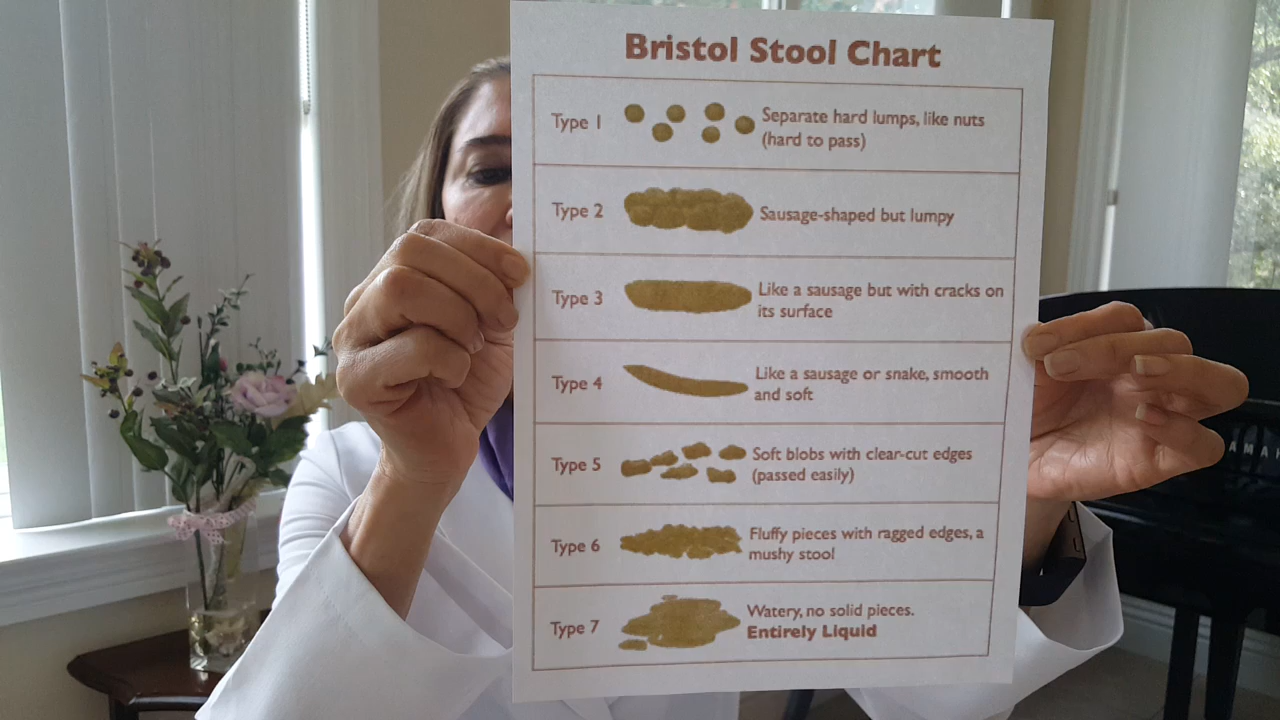 Bristol Stool Chart
Type 1
Separate hard lumps, like nuts
(hard to pass)
Type 2
Sausage-shaped but lumpy
Type 3
Like a sausage but with cracks on
its surface
Type 4
Like a sausage or snake, smooth
and soft
Type 5
Soft blobs with clear-cut edges
(passed easily)
Type 6
Fluffy pieces with ragged edges, a
mushy stool
Type 7
Watery, no solid pieces.
Entirely Liquid
AMAH